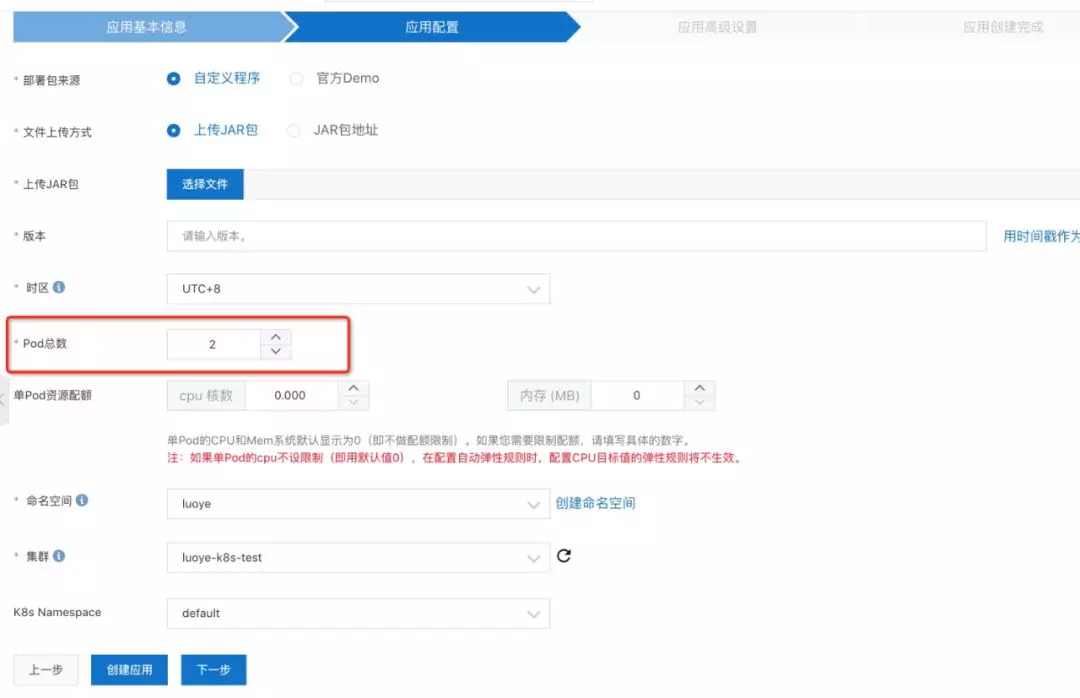 应用基本信息 应用配置 应用高级设置 应用创建完成
* 部署包来源 自定义程序 官方Demo
* 文件上传方式 上传JAR包 JAR包地址
* 上传JAR包 选择文件
* 版本 请输入版本。 用时间戳作为
* 时区 UTC+8
* Pod总数 2
单Pod资源配额 cpu 核数 0.000 内存 (MB) 0
单Pod的CPU和Mem系统默认显示为0（即不做配额限制）。如果您需要限制配额，请填写具体的数字。
注：如果单Pod的cpu不设限制（即用默认值0），在配置自动弹性规则时，配置CPU目标值的弹性规则将不生效。
* 命名空间 luoye 创建命名空间
* 集群 luoye-k8s-test
K8s Namespace default
上一步 创建应用 下一步